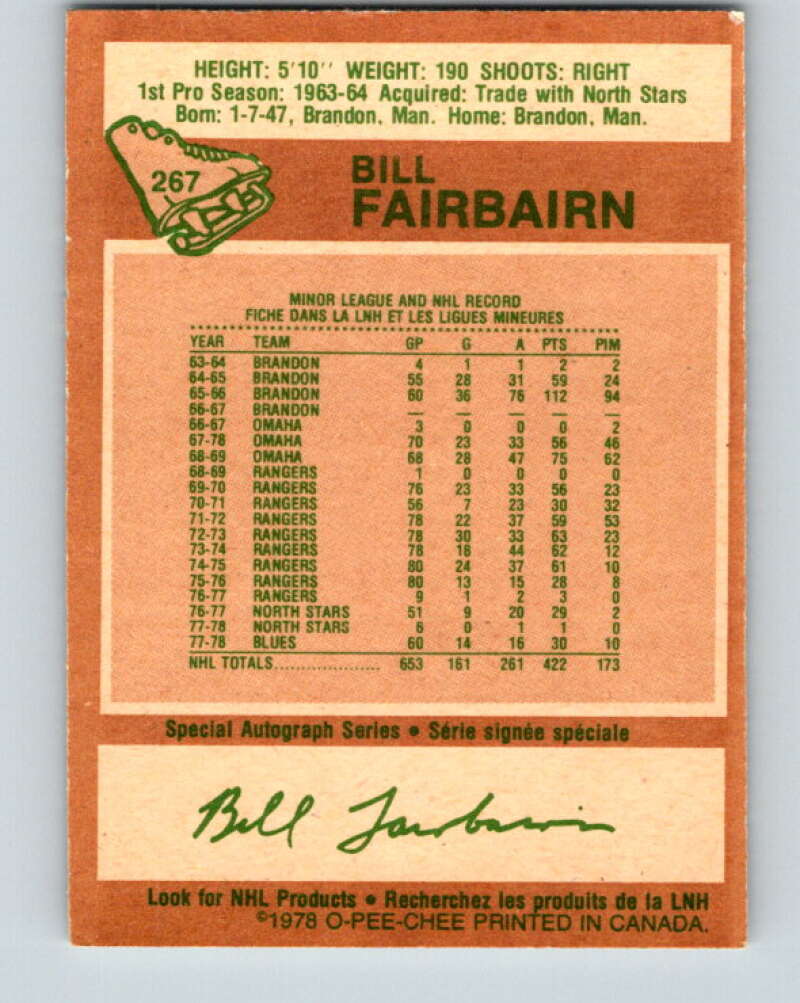 HEIGHT: 5'10'' WEIGHT: 190 SHOOTS: RIGHT
1st Pro Season: 1963-64 Acquired: Trade with North Stars
Born: 1-7-47, Brandon, Man. Home: Brandon, Man.
267
BILL
FAIRBAIRN
MINOR LEAGUE AND NHL RECORD
FICHE DANS LA LNH ET LES LIGUES MINEURES
YEAR TEAM GP G A PTS PIM
63-64 BRANDON 4 1 1 2 2
64-65 BRANDON 55 28 31 59 24
65-66 BRANDON 60 36 76 112 94
66-67 BRANDON — — — — —
66-67 OMAHA 3 0 0 0 2
67-78 OMAHA 70 23 33 56 46
68-69 OMAHA 68 28 47 75 62
68-69 RANGERS 1 0 0 0 0
69-70 RANGERS 76 23 33 56 23
70-71 RANGERS 56 7 23 30 32
71-72 RANGERS 78 22 37 59 53
72-73 RANGERS 78 30 33 63 23
73-74 RANGERS 78 18 44 62 12
74-75 RANGERS 80 24 37 61 10
75-76 RANGERS 80 13 15 28 8
76-77 RANGERS 9 1 2 3 0
76-77 NORTH STARS 51 9 20 29 2
77-78 NORTH STARS 6 0 1 1 0
77-78 BLUES 60 14 16 30 10
NHL TOTALS.................... 653 161 261 422 173
Special Autograph Series • Série signée spéciale
Bill Fairbairn
Look for NHL Products • Recherchez les produits de la LNH
©1978 O-PEE-CHEE PRINTED IN CANADA.